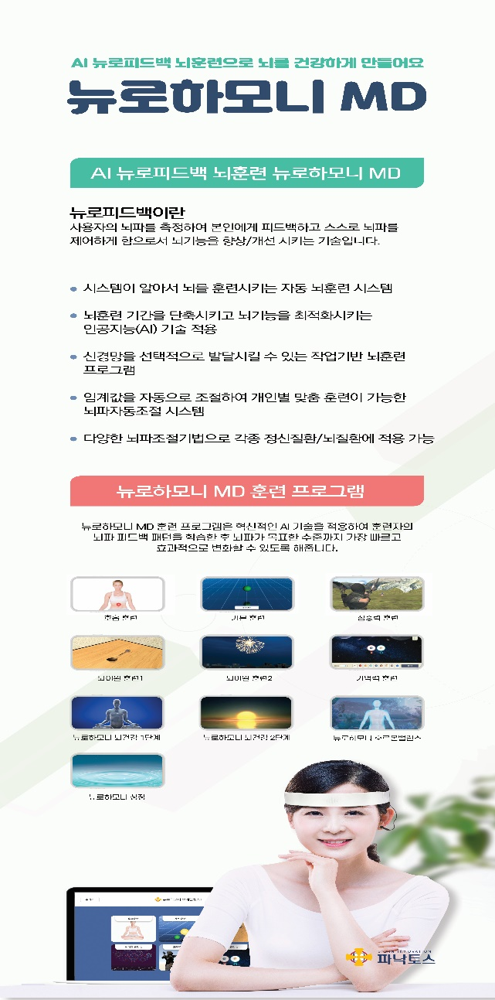 AI 뉴로피드백 뇌훈련으로 뇌를 건강하게 만들어요
뉴로하모니 MD
AI 뉴로피드백 뇌훈련 뉴로하모니 MD
뉴로피드백이란
사용자의 뇌파를 측정하여 본인에게 피드백하고 스스로 뇌파를
제어하게 함으로서 뇌기능을 향상/개선 시키는 기술입니다.
시스템이 알아서 뇌를 훈련시키는 자동 뇌훈련 시스템
뇌훈련 기간을 단축시키고 뇌기능을 최적화시키는
인공지능(AI) 기술 적용
신경망을 선택적으로 발달시킬 수 있는 작업기반 뇌훈련
프로그램
임계값을 자동으로 조절하여 개인별 맞춤 훈련이 가능한
뇌파자동조절 시스템
다양한 뇌파조절기법으로 각종 정신질환/뇌질환에 적용 가능
뉴로하모니 MD 훈련 프로그램
뉴로하모니 MD 훈련 프로그램은 혁신적인 AI 기술을 적용하여 훈련자의
뇌파 피드백 패턴을 학습한 후 뇌파가 목표한 수준까지 가장 빠르고
효과적으로 변화할 수 있도록 해줍니다.
호흡 훈련
기본 훈련
집중력 훈련
뇌이완 훈련1
뇌이완 훈련2
기억력 훈련
뉴로하모니 뇌건강 1단계
뉴로하모니 뇌건강 2단계
뉴로하모니 호르몬밸런스
뉴로하모니 명상
BRAIN INNOVATION
파낙토스